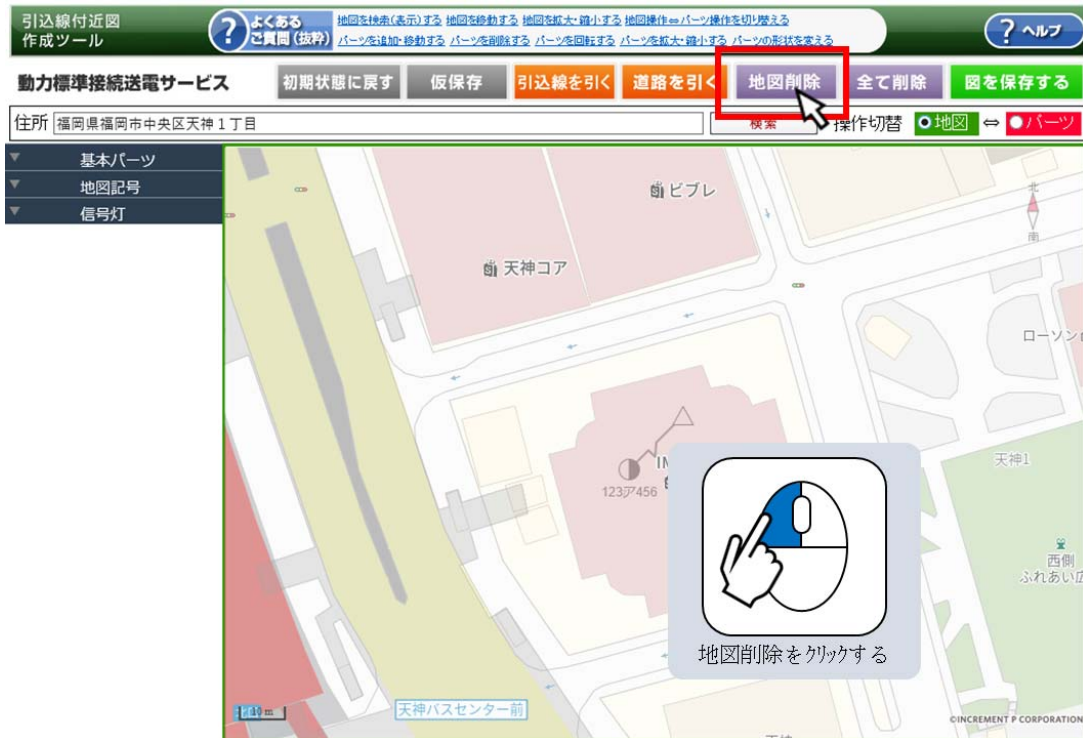 引込線付近図
作成ツール
?
よくある
ご質問(抜粋)
地図を検索(表示)する 地図を移動する 地図を拡大・縮小する 地図操作⇔パーツ操作を切り替える
パーツを追加・移動する パーツを削除する パーツを回転する パーツを拡大・縮小する パーツの形状を変える
? ヘルプ
動力標準接続送電サービス
初期状態に戻す
仮保存
引込線を引く
道路を引く
地図削除
全て削除
図を保存する
住所
福岡県福岡市中央区天神1丁目
検索
操作切替
地図
⇔
パーツ
▼ 基本パーツ
▼ 地図記号
▼ 信号灯
ビブレ
北
南
天神コア
ローソン
天神1
123ア456
西側
ふれあい広
地図削除をクリックする
10 m
天神バスセンター前
©INCREMENT P CORPORATION